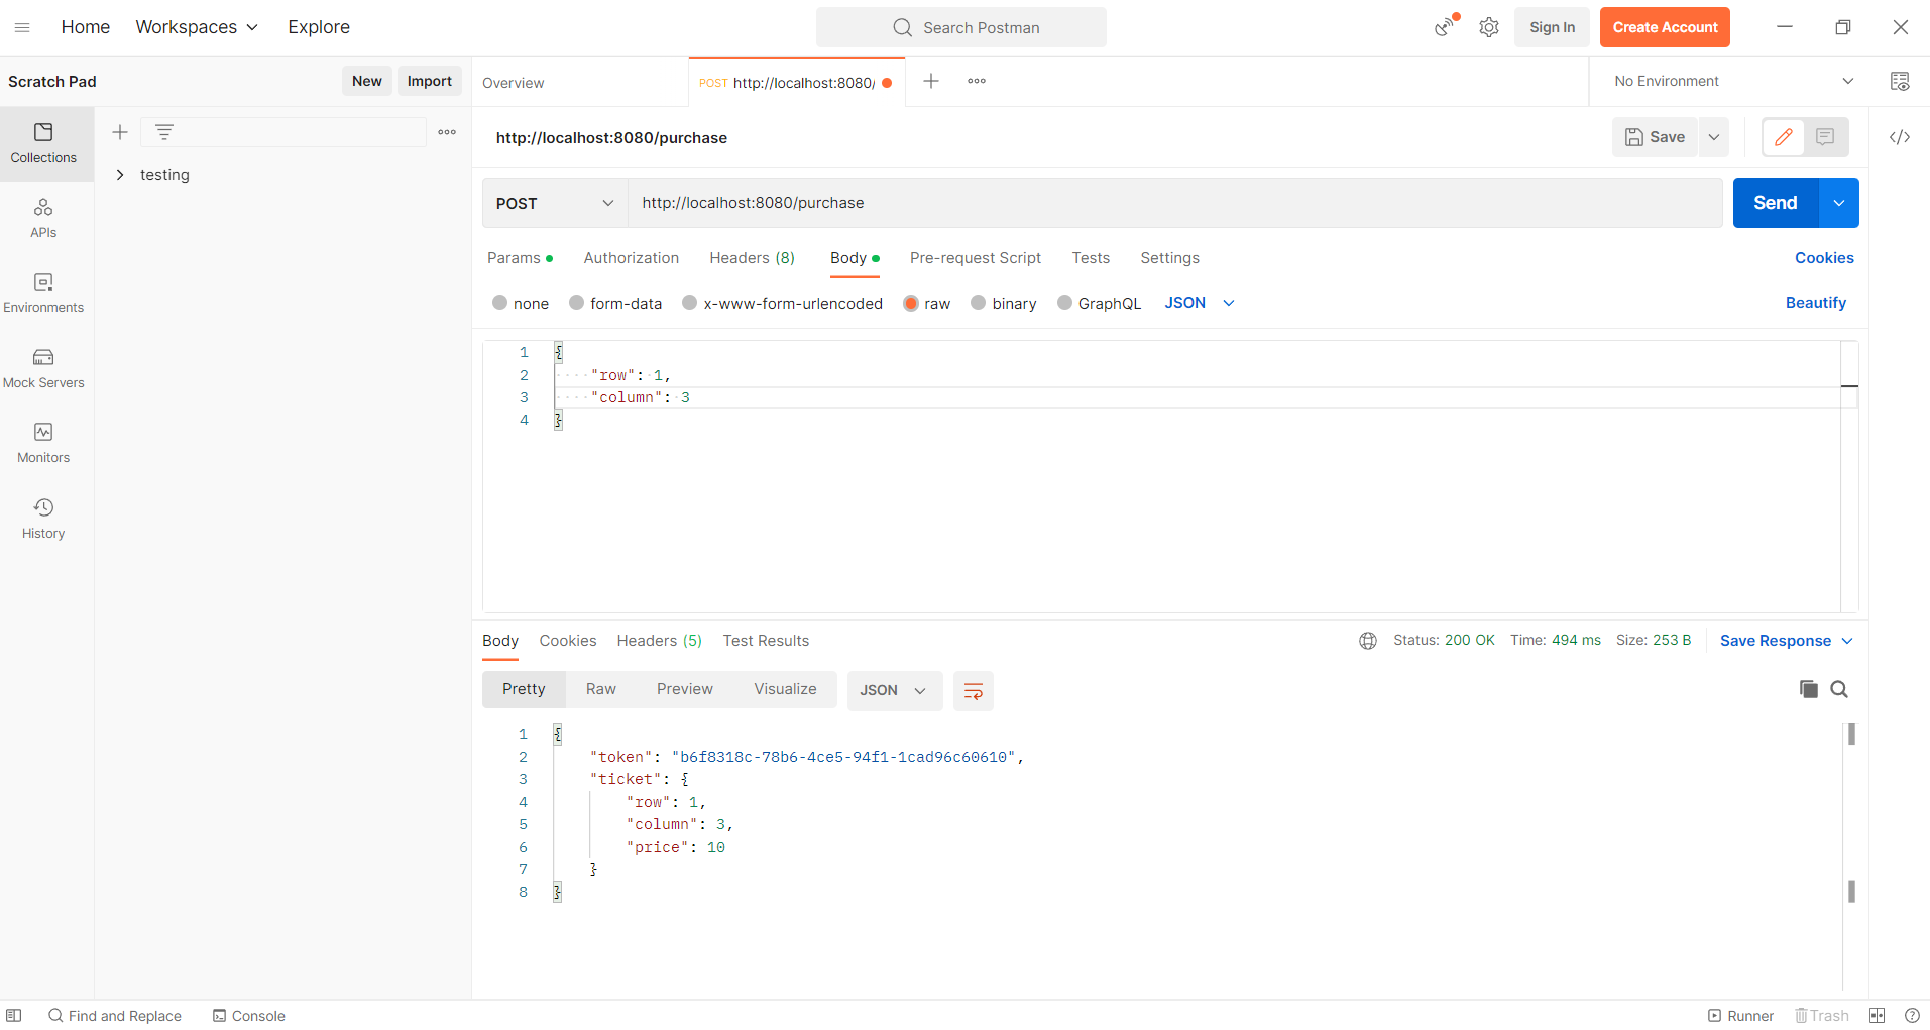 Home Workspaces Explore Search Postman Sign In Create Account
Scratch Pad New Import Overview POST http://localhost:8080/ No Environment
Collections
testing
APIs
Environments
Mock Servers
Monitors
History
http://localhost:8080/purchase Save
POST http://localhost:8080/purchase Send
Params Authorization Headers (8) Body Pre-request Script Tests Settings Cookies
none form-data x-www-form-urlencoded raw binary GraphQL JSON Beautify
1 {
2 "row": 1,
3 "column": 3
4 }
Body Cookies Headers (5) Test Results Status: 200 OK Time: 494 ms Size: 253 B Save Response
Pretty Raw Preview Visualize JSON
1 {
2 "token": "b6f8318c-78b6-4ce5-94f1-1cad96c60610",
3 "ticket": {
4 "row": 1,
5 "column": 3,
6 "price": 10
7 }
8 }
Find and Replace Console Runner Trash